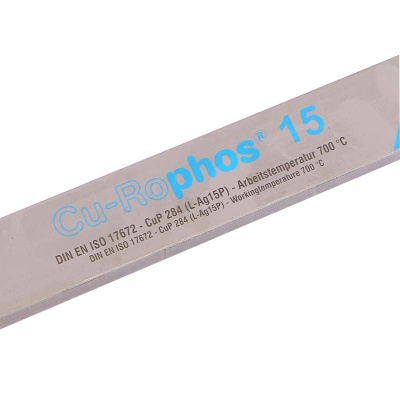 Cu-Rophos® 15
DIN EN ISO 17672 - CuP 284 (L-Ag15P) - Arbeitstemperatur 700 °C
DIN EN ISO 17672 - CuP 284 (L-Ag15P) - Workingtemperature 700 °C